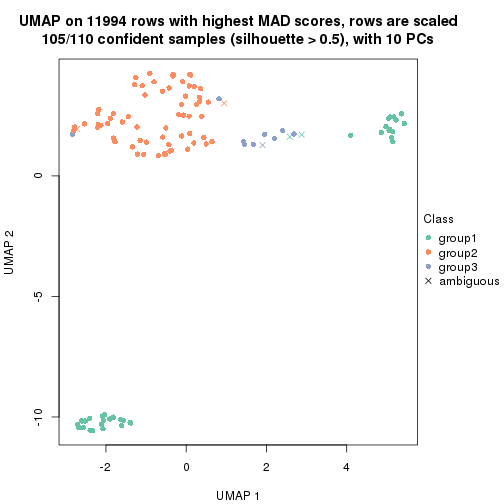 UMAP on 11994 rows with highest MAD scores, rows are scaled
105/110 confident samples (silhouette > 0.5), with 10 PCs
0
-5
-10
UMAP 2
-2
0
2
4
UMAP 1
Class
group1
group2
group3
ambiguous